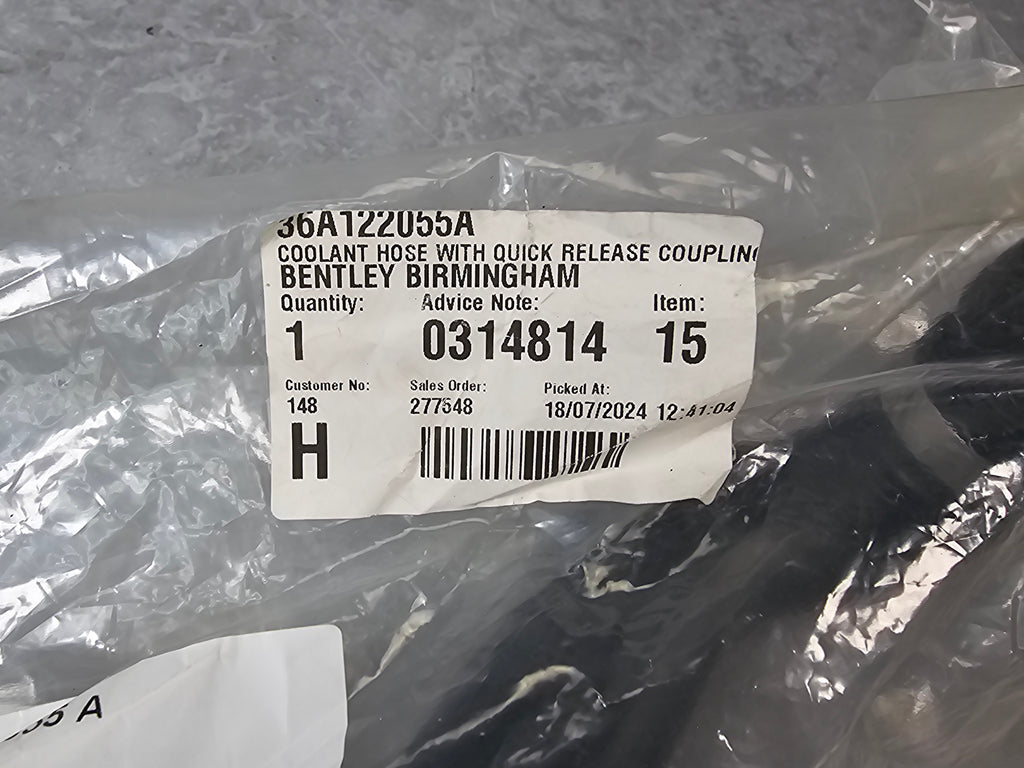 36A122055A
COOLANT HOSE WITH QUICK RELEASE COUPLING
BENTLEY BIRMINGHAM
Quantity: Advice Note: Item:
1 0314814 15
Customer No: Sales Order: Picked At:
148 277548 18/07/2024 12:41:04
H
55 A